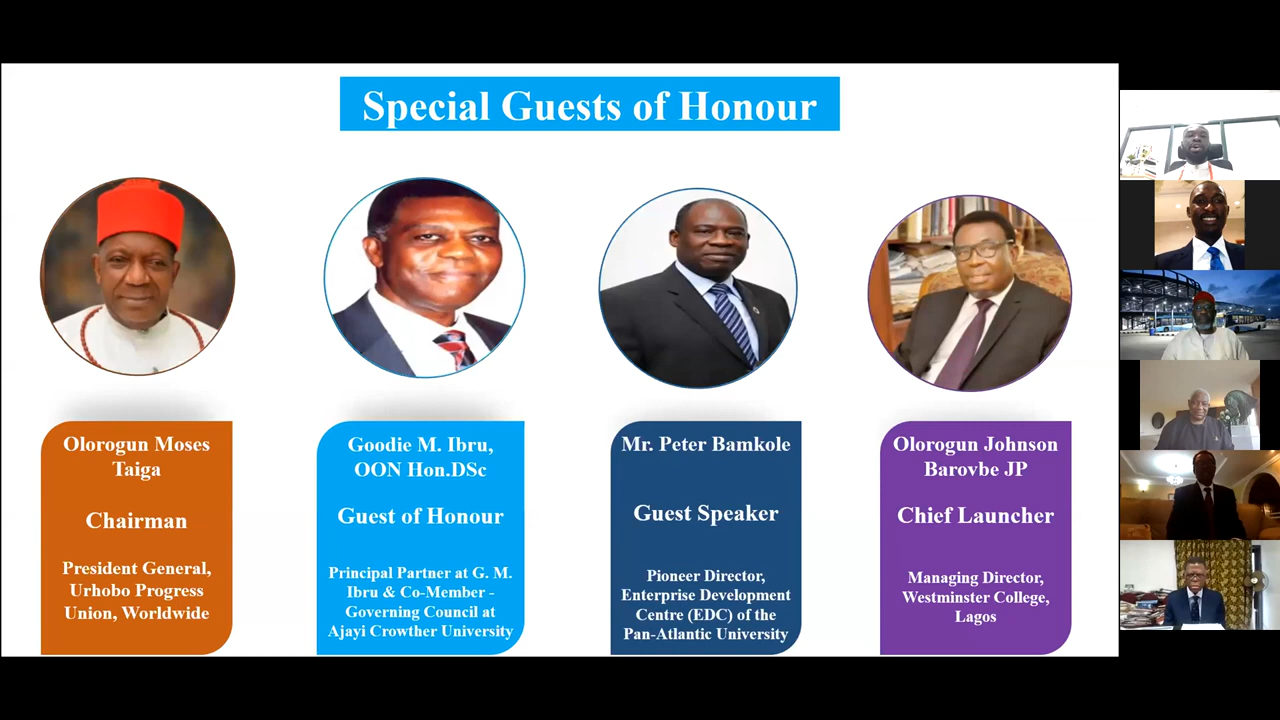 Special Guests of Honour
Olorogun Moses
Taiga
Chairman
President General,
Urhobo Progress
Union, Worldwide
Goodie M. Ibru,
OON Hon.DSc
Guest of Honour
Principal Partner at G. M.
Ibru & Co-Member -
Governing Council at
Ajayi Crowther University
Mr. Peter Bamkole
Guest Speaker
Pioneer Director,
Enterprise Development
Centre (EDC) of the
Pan-Atlantic University
Olorogun Johnson
Barovbe JP
Chief Launcher
Managing Director,
Westminster College,
Lagos